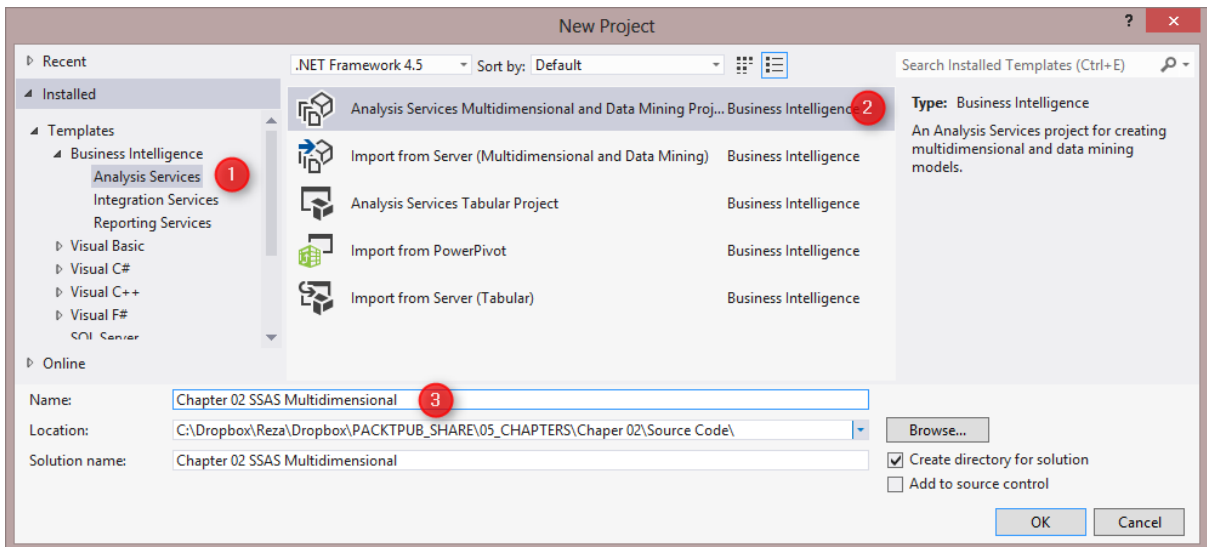 New Project
?
×
Recent
.NET Framework 4.5
Sort by: Default
Search Installed Templates (Ctrl+E)
Installed
Templates
Business Intelligence
Analysis Services
1
Integration Services
Reporting Services
Visual Basic
Visual C#
Visual C++
Visual F#
SQL Server
Online
Analysis Services Multidimensional and Data Mining Proj... Business Intelligence
2
Import from Server (Multidimensional and Data Mining) Business Intelligence
Analysis Services Tabular Project Business Intelligence
Import from PowerPivot Business Intelligence
Import from Server (Tabular) Business Intelligence
Type: Business Intelligence
An Analysis Services project for creating
multidimensional and data mining
models.
Name: Chapter 02 SSAS Multidimensional
3
Location: C:\Dropbox\Reza\Dropbox\PACKTPUB_SHARE\05_CHAPTERS\Chaper 02\Source Code\
Browse...
Solution name: Chapter 02 SSAS Multidimensional
Create directory for solution
Add to source control
OK
Cancel